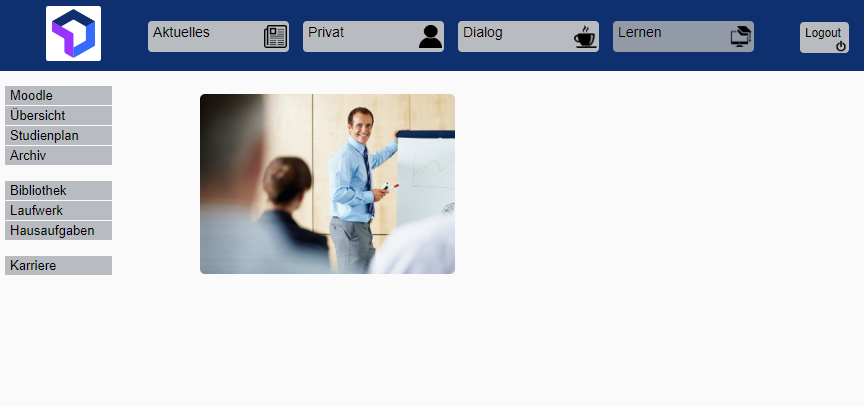 Aktuelles
Privat
Dialog
Lernen
Logout
Moodle
Übersicht
Studienplan
Archiv
Bibliothek
Laufwerk
Hausaufgaben
Karriere